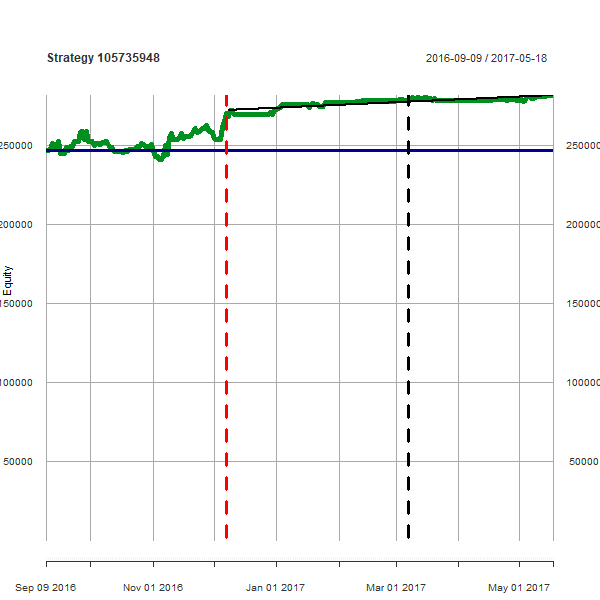 Strategy 105735948
2016-09-09 / 2017-05-18
Equity
250000
200000
150000
100000
50000
250000
200000
150000
100000
50000
Sep 09 2016
Nov 01 2016
Jan 01 2017
Mar 01 2017
May 01 2017